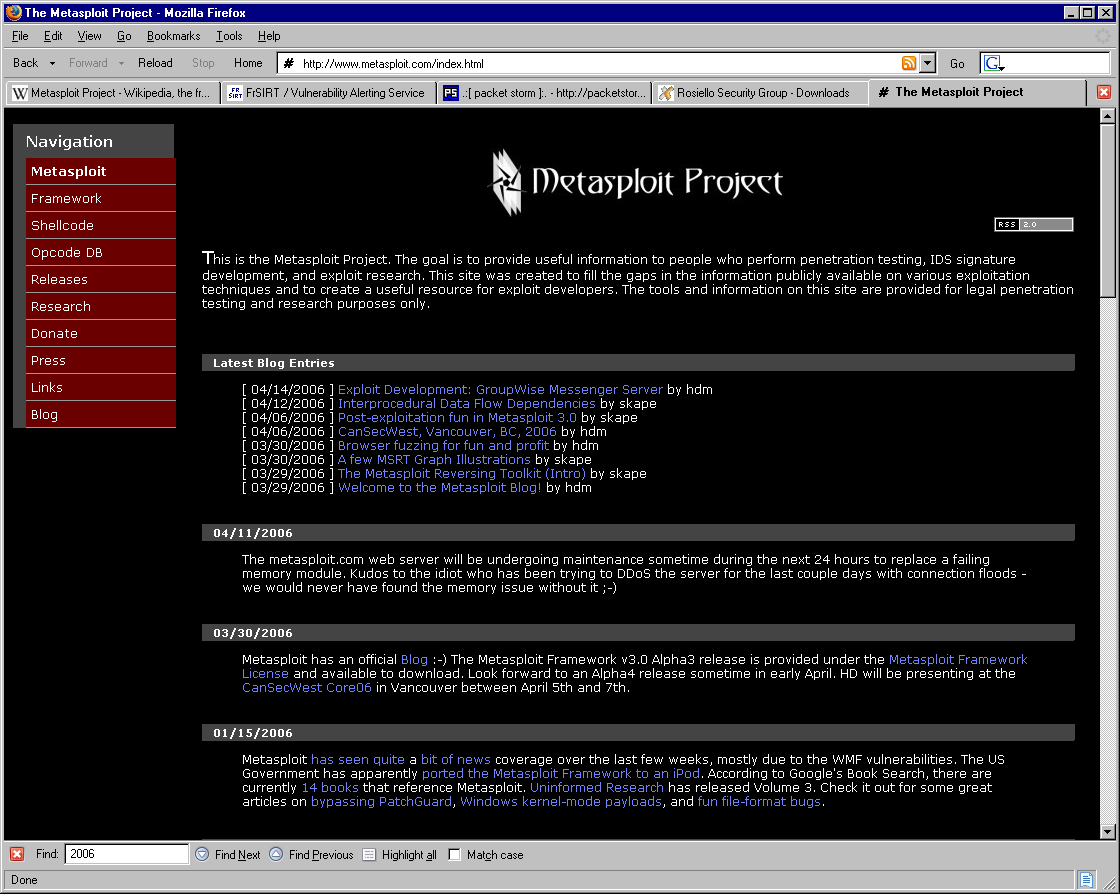 The Metasploit Project - Mozilla Firefox
File Edit View Go Bookmarks Tools Help
Back Forward Reload Stop Home # http://www.metasploit.com/index.html Go G
W Metasploit Project - Wikipedia, the fr... FrSIRT FrSIRT / Vulnerability Alerting Service PS .:[ packet storm ]:. - http://packetstor... Rosiello Security Group - Downloads # The Metasploit Project
Navigation
Metasploit
Framework
Shellcode
Opcode DB
Releases
Research
Donate
Press
Links
Blog
Metasploit Project
RSS 2.0
This is the Metasploit Project. The goal is to provide useful information to people who perform penetration testing, IDS signature
development, and exploit research. This site was created to fill the gaps in the information publicly available on various exploitation
techniques and to create a useful resource for exploit developers. The tools and information on this site are provided for legal penetration
testing and research purposes only.
Latest Blog Entries
[ 04/14/2006 ] Exploit Development: GroupWise Messenger Server by hdm
[ 04/12/2006 ] Interprocedural Data Flow Dependencies by skape
[ 04/06/2006 ] Post-exploitation fun in Metasploit 3.0 by skape
[ 04/06/2006 ] CanSecWest, Vancouver, BC, 2006 by hdm
[ 03/30/2006 ] Browser fuzzing for fun and profit by hdm
[ 03/30/2006 ] A few MSRT Graph Illustrations by skape
[ 03/29/2006 ] The Metasploit Reversing Toolkit (Intro) by skape
[ 03/29/2006 ] Welcome to the Metasploit Blog! by hdm
04/11/2006
The metasploit.com web server will be undergoing maintenance sometime during the next 24 hours to replace a failing
memory module. Kudos to the idiot who has been trying to DDoS the server for the last couple days with connection floods -
we would never have found the memory issue without it ;-)
03/30/2006
Metasploit has an official Blog :-) The Metasploit Framework v3.0 Alpha3 release is provided under the Metasploit Framework
License and available to download. Look forward to an Alpha4 release sometime in early April. HD will be presenting at the
CanSecWest Core06 in Vancouver between April 5th and 7th.
01/15/2006
Metasploit has seen quite a bit of news coverage over the last few weeks, mostly due to the WMF vulnerabilities. The US
Government has apparently ported the Metasploit Framework to an iPod. According to Google's Book Search, there are
currently 14 books that reference Metasploit. Uninformed Research has released Volume 3. Check it out for some great
articles on bypassing PatchGuard, Windows kernel-mode payloads, and fun file-format bugs.
Find: 2006 Find Next Find Previous Highlight all Match case
Done